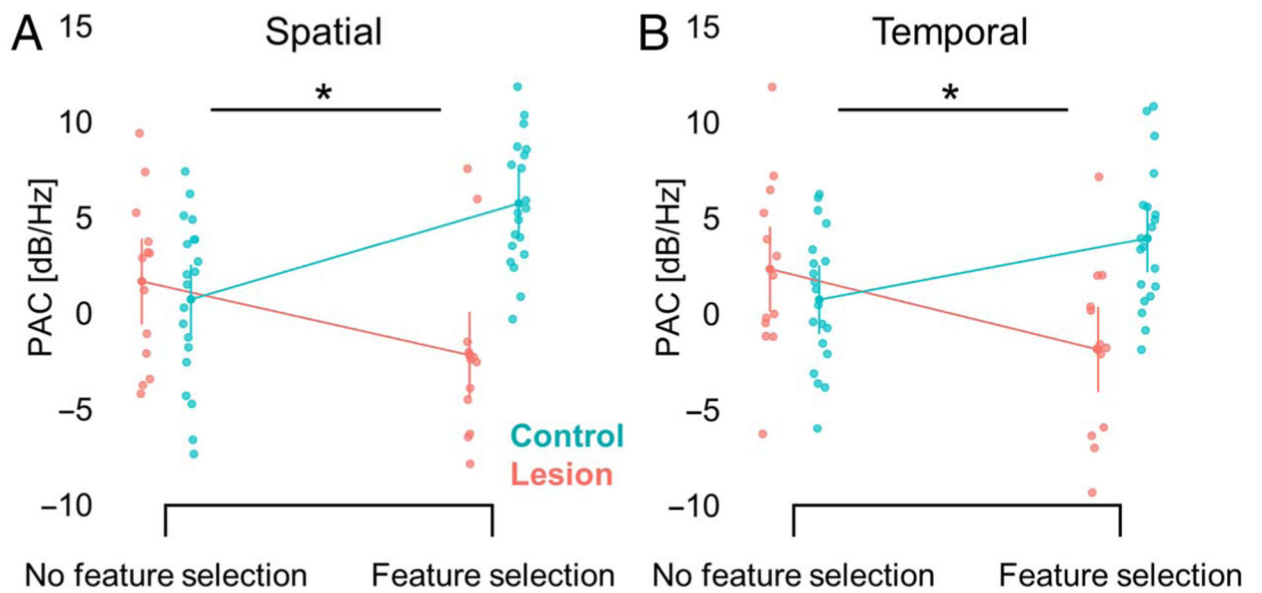 A
Spatial
15
10
5
0
–5
–10
PAC [dB/Hz]
*
Control
Lesion
No feature selection
Feature selection
B
Temporal
15
10
5
0
–5
–10
PAC [dB/Hz]
*
No feature selection
Feature selection